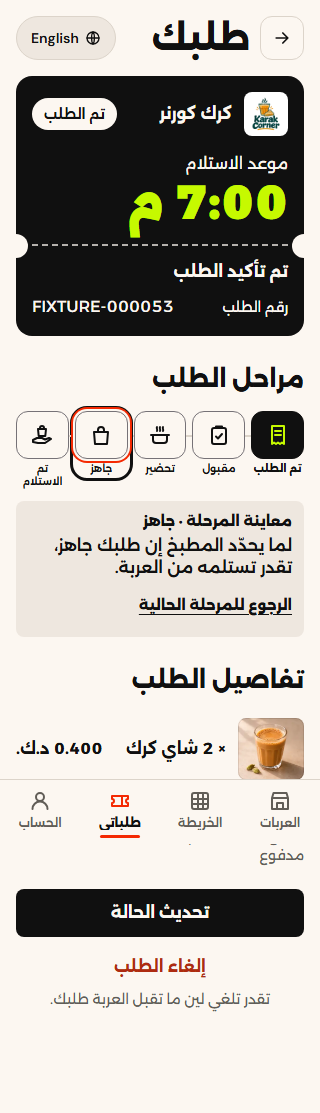 طلبك
English
كرك كورنر
تم الطلب
Karak Corner
موعد الاستلام
7:00 م
تم تأكيد الطلب
رقم الطلب
FIXTURE-000053
مراحل الطلب
تم الطلب
مقبول
تحضير
جاهز
تم الاستلام
معاينة المرحلة · جاهز
لما يحدّد المطبخ إن طلبك جاهز،
تقدر تستلمه من العربة.
الرجوع للمرحلة الحالية
تفاصيل الطلب
× 2 شاي كرك
0.400 د.ك.
العربات
الخريطة
طلباتي
الحساب
مدفوع
تحديث الحالة
إلغاء الطلب
تقدر تلغي لين ما تقبل العربة طلبك.